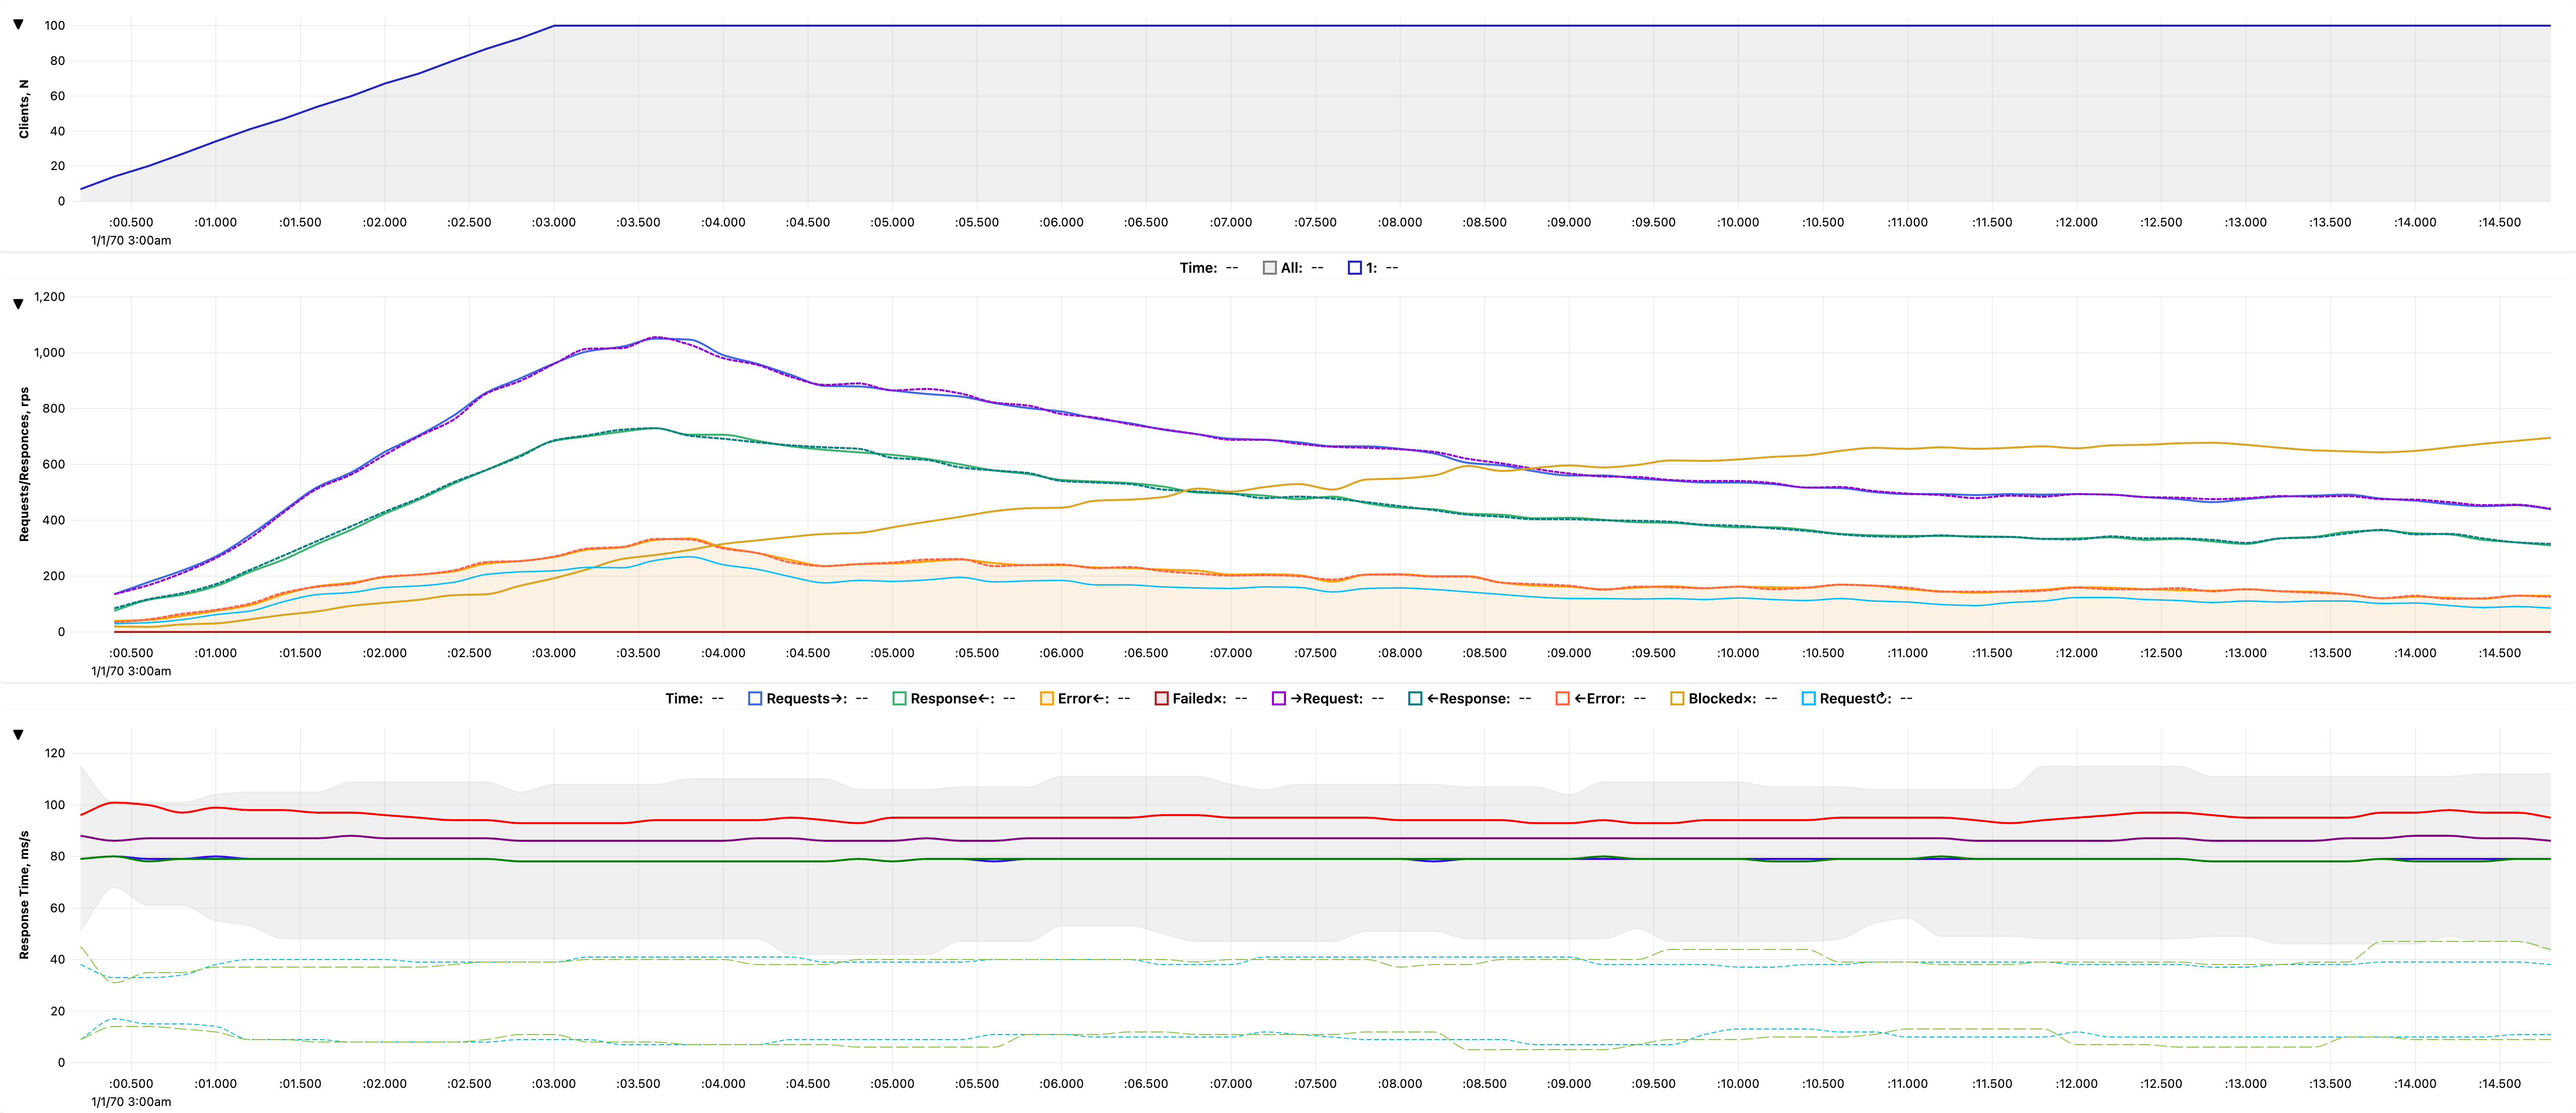 ▼
Clients, N
100
80
60
40
20
0
:00.500 :01.000 :01.500 :02.000 :02.500 :03.000 :03.500 :04.000 :04.500 :05.000 :05.500 :06.000 :06.500 :07.000 :07.500 :08.000 :08.500 :09.000 :09.500 :10.000 :10.500 :11.000 :11.500 :12.000 :12.500 :13.000 :13.500 :14.000 :14.500
1/1/70 3:00am
Time: -- All: -- 1: --
▼
Requests/Responces, rps
1,200
1,000
800
600
400
200
0
:00.500 :01.000 :01.500 :02.000 :02.500 :03.000 :03.500 :04.000 :04.500 :05.000 :05.500 :06.000 :06.500 :07.000 :07.500 :08.000 :08.500 :09.000 :09.500 :10.000 :10.500 :11.000 :11.500 :12.000 :12.500 :13.000 :13.500 :14.000 :14.500
1/1/70 3:00am
Time: -- Requests→: -- Response←: -- Error←: -- Failed×: -- →Request: -- ←Response: -- ←Error: -- Blocked×: -- Request↻: --
▼
Response Time, ms/s
120
100
80
60
40
20
0
:00.500 :01.000 :01.500 :02.000 :02.500 :03.000 :03.500 :04.000 :04.500 :05.000 :05.500 :06.000 :06.500 :07.000 :07.500 :08.000 :08.500 :09.000 :09.500 :10.000 :10.500 :11.000 :11.500 :12.000 :12.500 :13.000 :13.500 :14.000 :14.500
1/1/70 3:00am